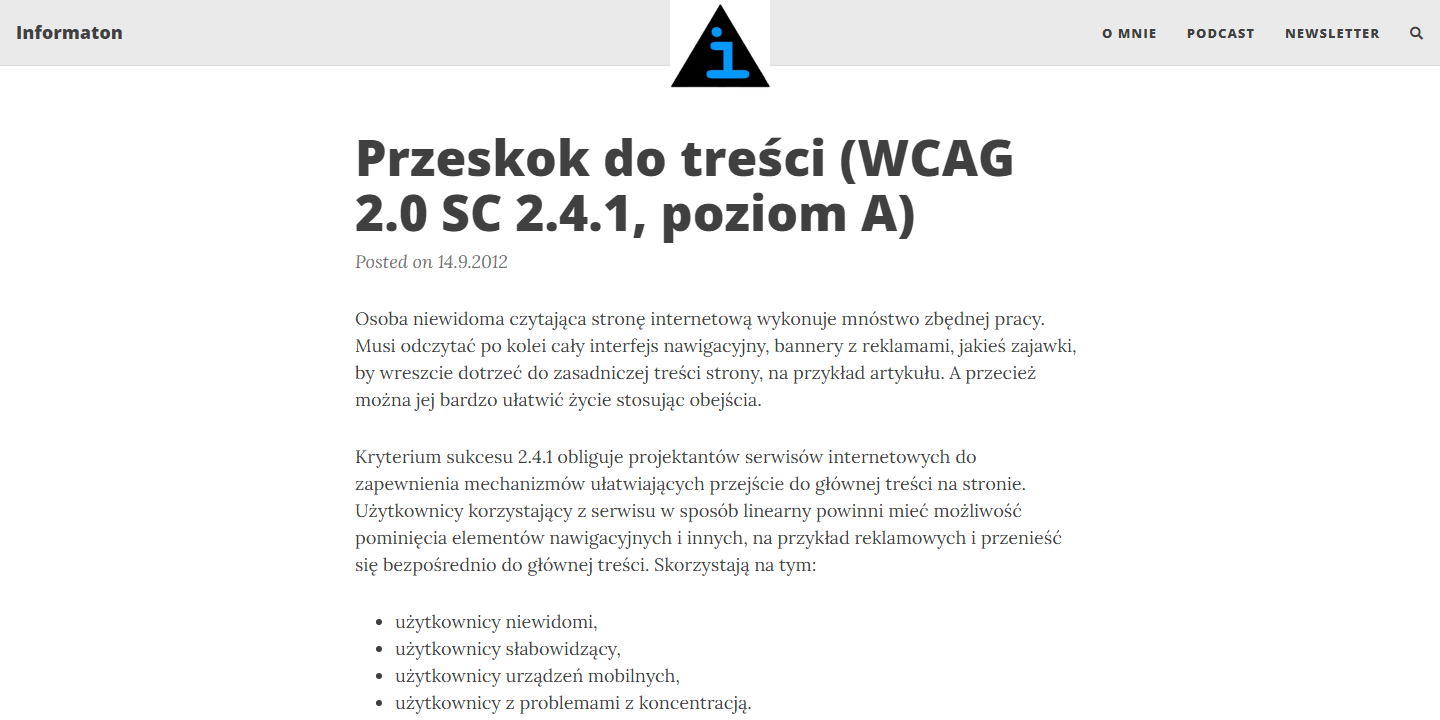 Informaton
O MNIE PODCAST NEWSLETTER
i
Przeskok do treści (WCAG
2.0 SC 2.4.1, poziom A)
Posted on 14.9.2012
Osoba niewidoma czytająca stronę internetową wykonuje mnóstwo zbędnej pracy.
Musi odczytać po kolei cały interfejs nawigacyjny, bannery z reklamami, jakieś zajawki,
by wreszcie dotrzeć do zasadniczej treści strony, na przykład artykułu. A przecież
można jej bardzo ułatwić życie stosując obejścia.
Kryterium sukcesu 2.4.1 obliguje projektantów serwisów internetowych do
zapewnienia mechanizmów ułatwiających przejście do głównej treści na stronie.
Użytkownicy korzystający z serwisu w sposób linearny powinni mieć możliwość
pominięcia elementów nawigacyjnych i innych, na przykład reklamowych i przenieść
się bezpośrednio do głównej treści. Skorzystają na tym:
użytkownicy niewidomi,
użytkownicy słabowidzący,
użytkownicy urządzeń mobilnych,
użytkownicy z problemami z koncentracją.